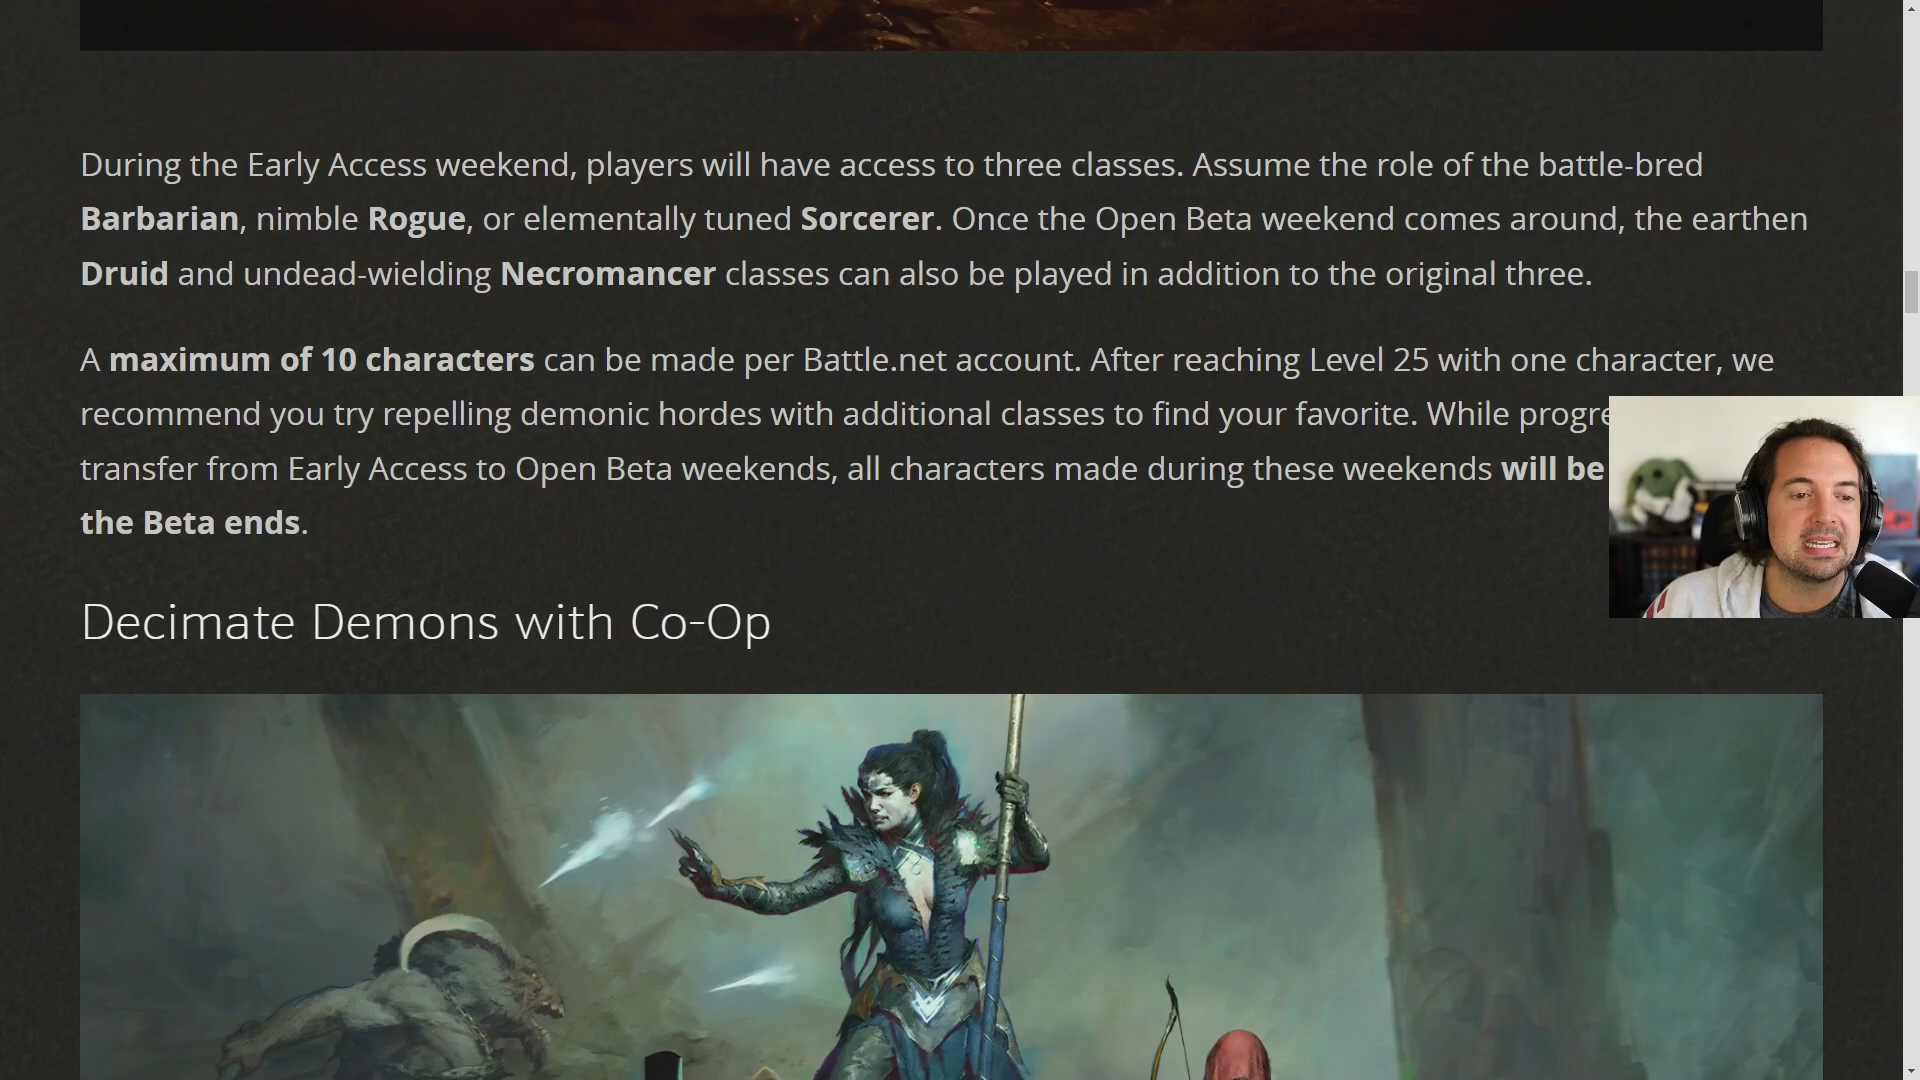 During the Early Access weekend, players will have access to three classes. Assume the role of the battle-bred
Barbarian, nimble Rogue, or elementally tuned Sorcerer. Once the Open Beta weekend comes around, the earthen
Druid and undead-wielding Necromancer classes can also be played in addition to the original three.
A maximum of 10 characters can be made per Battle.net account. After reaching Level 25 with one character, we
recommend you try repelling demonic hordes with additional classes to find your favorite. While progre
transfer from Early Access to Open Beta weekends, all characters made during these weekends will be
the Beta ends.
Decimate Demons with Co-Op